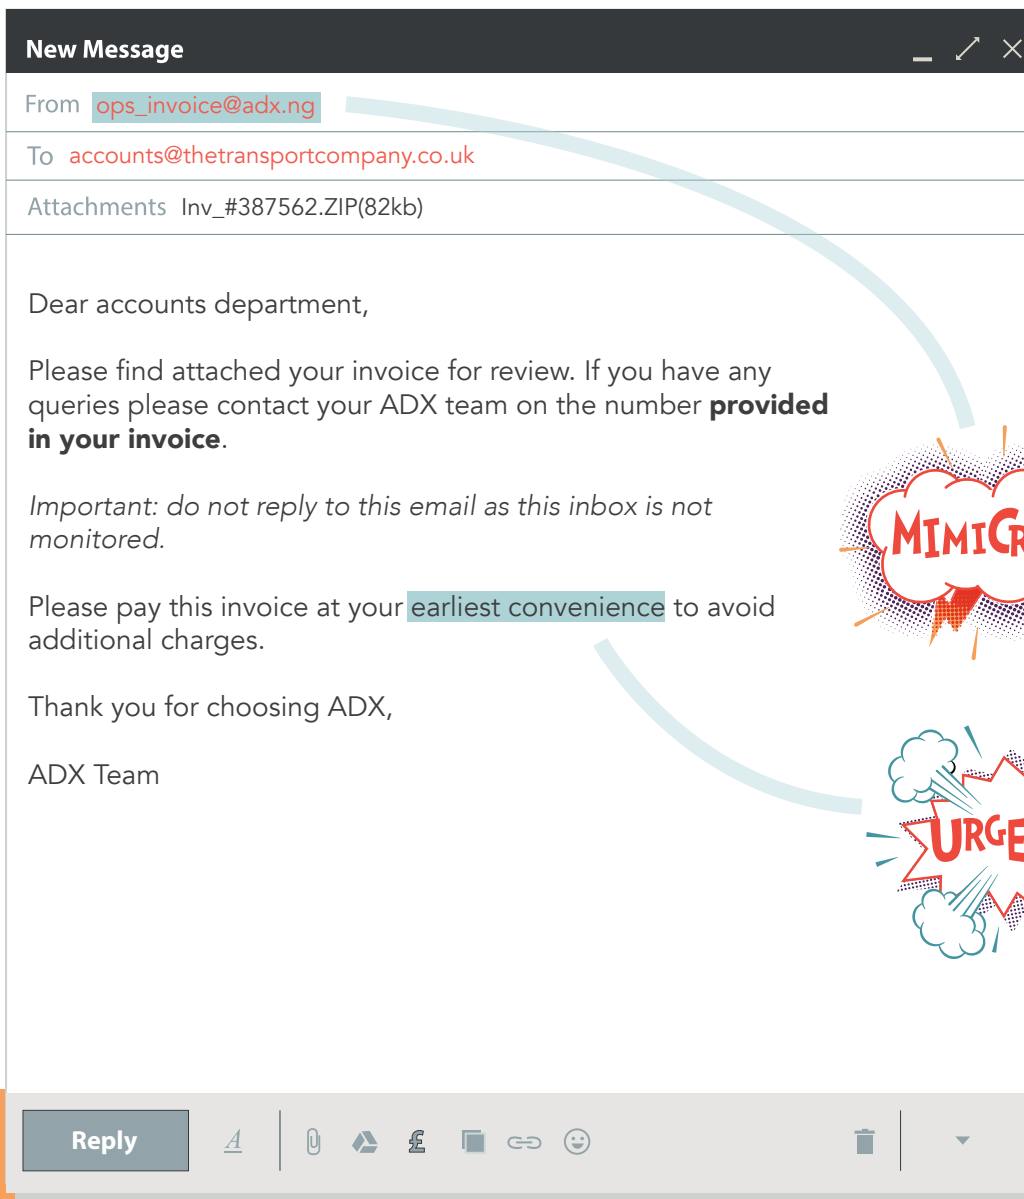 New Message
From ops_invoice@adx.ng
To accounts@thetransportcompany.co.uk
Attachments Inv_#387562.ZIP(82kb)
Dear accounts department,
Please find attached your invoice for review. If you have any
queries please contact your ADX team on the number provided
in your invoice.
Important: do not reply to this email as this inbox is not
monitored.
Please pay this invoice at your earliest convenience to avoid
additional charges.
Thank you for choosing ADX,
ADX Team
Reply